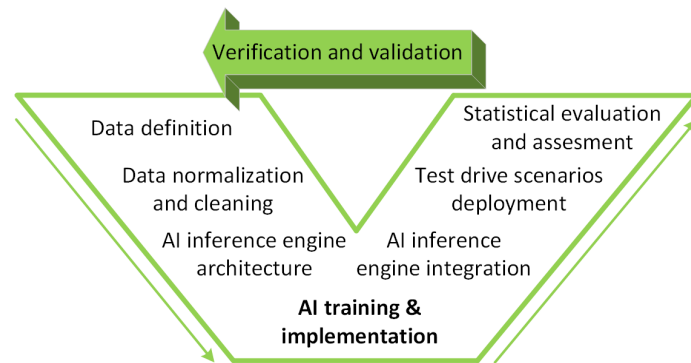 Verification and validation
Data definition
Data normalization
and cleaning
AI inference engine
architecture
AI training &
implementation
AI inference
engine integration
Test drive scenarios
deployment
Statistical evaluation
and assesment